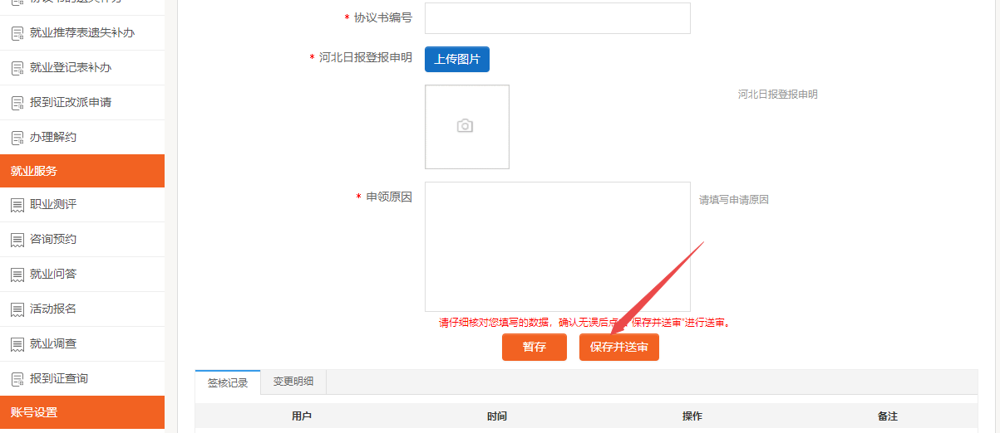 就业推荐表遗失补办
就业登记表补办
报到证改派申请
办理解约
就业服务
职业测评
咨询预约
就业问答
活动报名
就业调查
报到证查询
账号设置
* 协议书编号
* 河北日报登报申明
上传图片
河北日报登报申明
* 申领原因
请填写申请原因
请仔细核对您填写的数据，确认无误后点 保存并送审"进行送审。
暂存
保存并送审
签核记录
变更明细
用户
时间
操作
备注